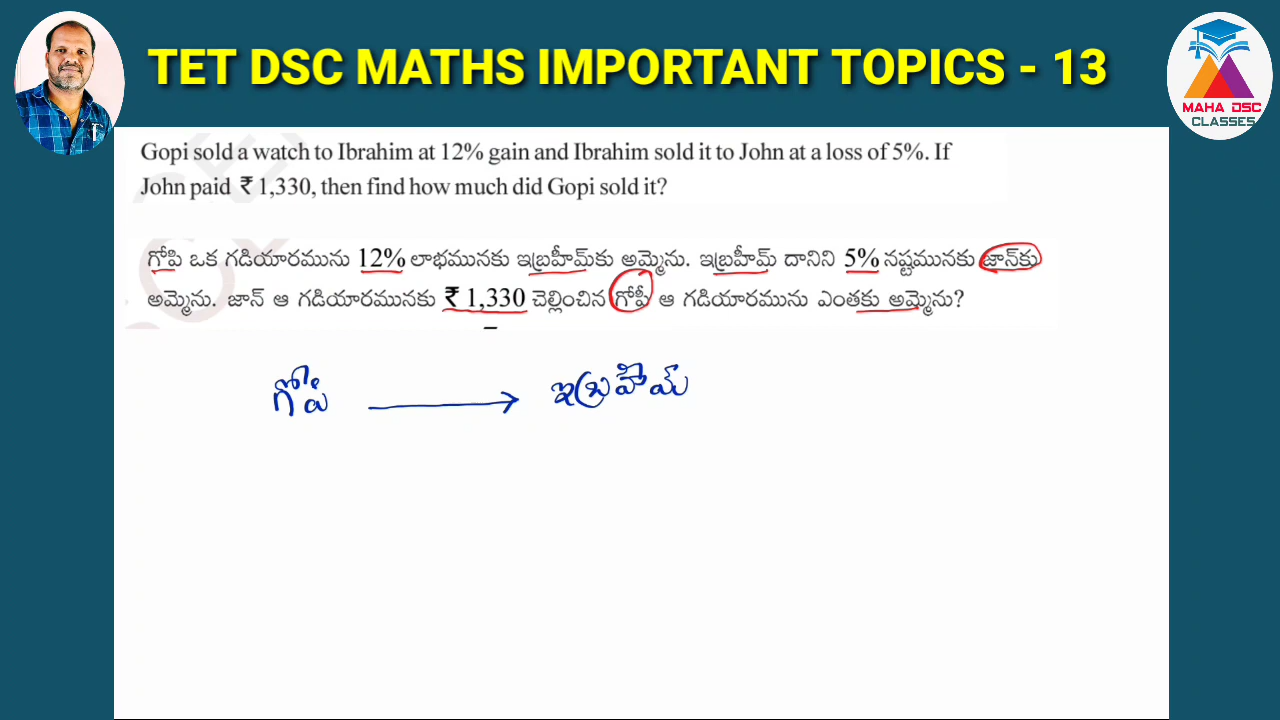 TET DSC MATHS IMPORTANT TOPICS - 13
MAHA DSC
CLASSES
Gopi sold a watch to Ibrahim at 12% gain and Ibrahim sold it to John at a loss of 5%. If
John paid ₹ 1,330, then find how much did Gopi sold it?
గోపి ఒక గడియారమును 12% లాభమునకు ఇబ్రహీమ్‌కు అమ్మెను. ఇబ్రహీమ్ దానిని 5% నష్టమునకు జాన్‌కు
అమ్మెను. జాన్ ఆ గడియారమునకు ₹ 1,330 చెల్లించిన గోపీ ఆ గడియారమును ఎంతకు అమ్మెను?
గోపి → ఇబ్రహీమ్